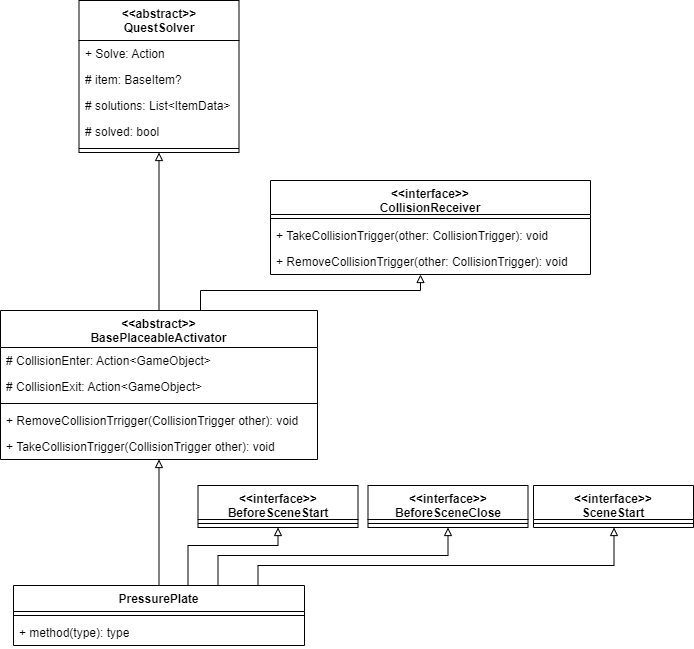 <<abstract>>
QuestSolver
+ Solve: Action
# item: BaseItem?
# solutions: List<ItemData>
# solved: bool
<<interface>>
CollisionReceiver
+ TakeCollisionTrigger(other: CollisionTrigger): void
+ RemoveCollisionTrigger(other: CollisionTrigger): void
<<abstract>>
BasePlaceableActivator
# CollisionEnter: Action<GameObject>
# CollisionExit: Action<GameObject>
+ RemoveCollisionTrrigger(CollisionTrigger other): void
+ TakeCollisionTrigger(CollisionTrigger other): void
<<interface>>
BeforeSceneStart
<<interface>>
BeforeSceneClose
<<interface>>
SceneStart
PressurePlate
+ method(type): type